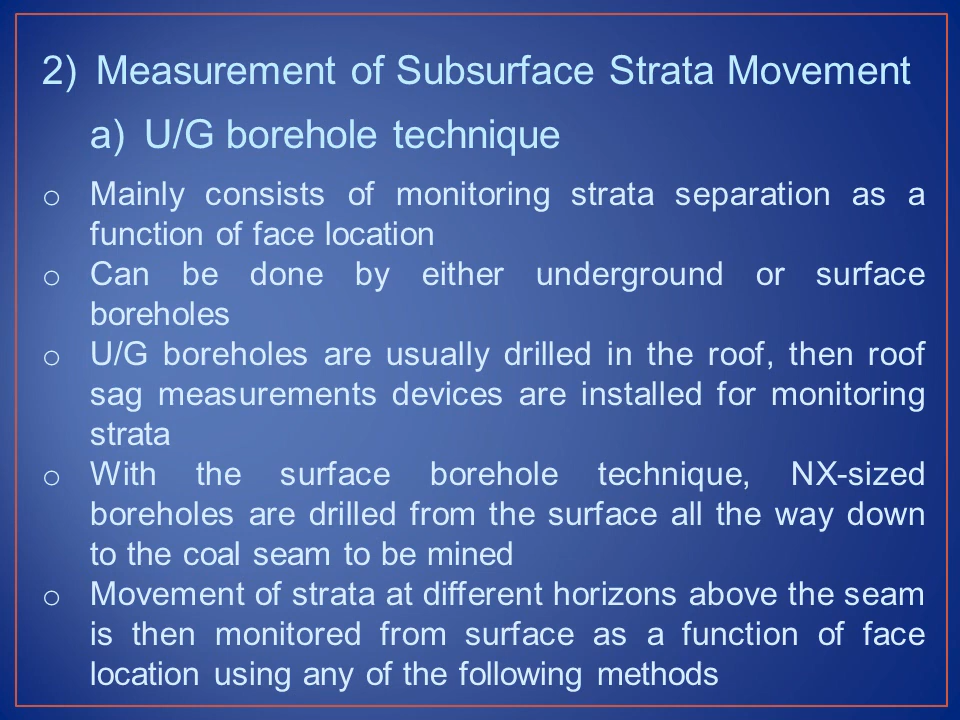 2) Measurement of Subsurface Strata Movement
a) U/G borehole technique
o Mainly consists of monitoring strata separation as a
function of face location
o Can be done by either underground or surface
boreholes
o U/G boreholes are usually drilled in the roof, then roof
sag measurements devices are installed for monitoring
strata
o With the surface borehole technique, NX-sized
boreholes are drilled from the surface all the way down
to the coal seam to be mined
o Movement of strata at different horizons above the seam
is then monitored from surface as a function of face
location using any of the following methods